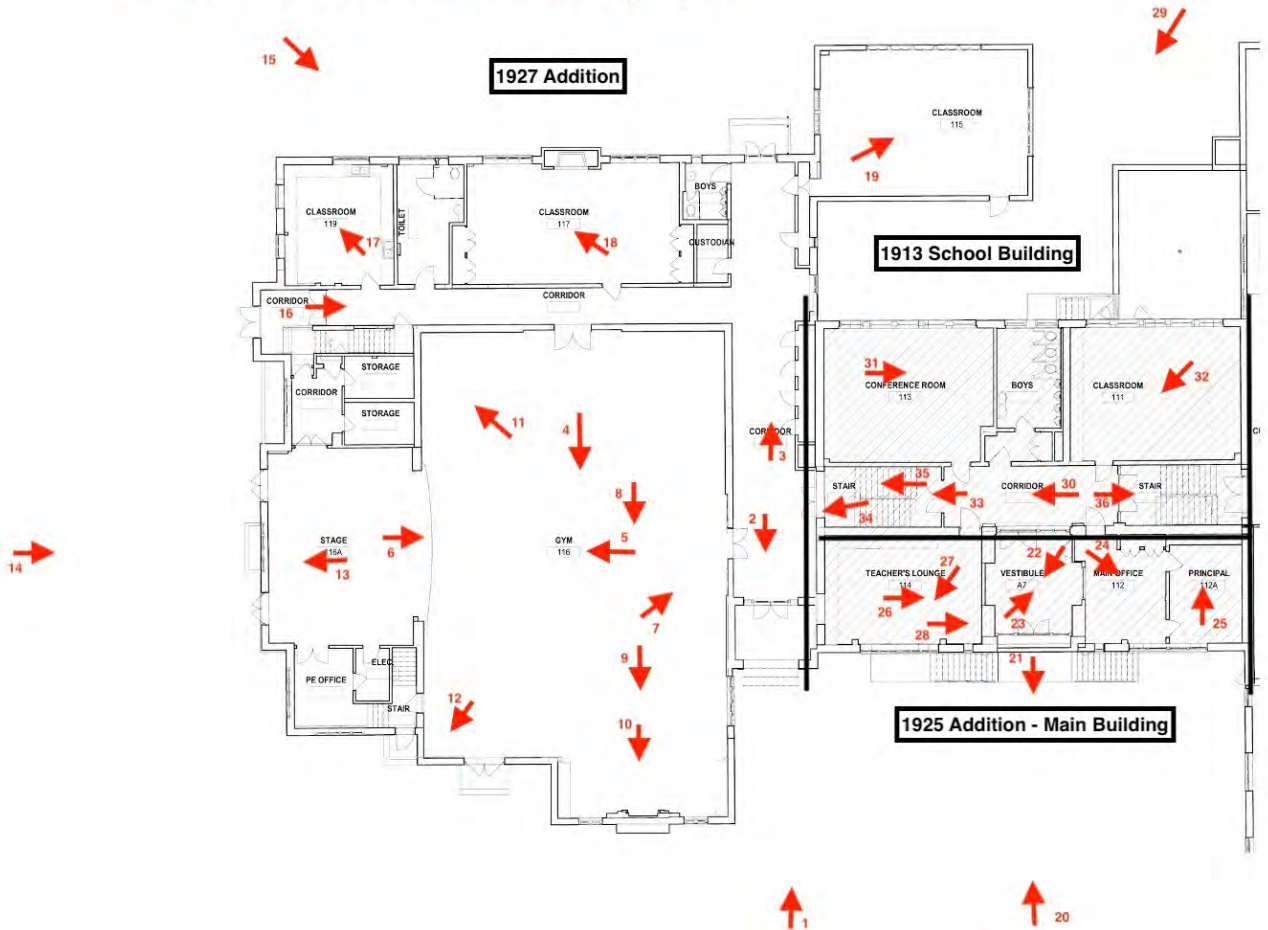 29
15
1927 Addition
CLASSROOM
115
19
BOYS
CLASSROOM
119
TOILET
CLASSROOM
117
17
18
CUSTODIAN
1913 School Building
CORRIDOR
16
CORRIDOR
STORAGE
31
CONFERENCE ROOM
113
BOYS
CLASSROOM
111
32
CORRIDOR
STORAGE
11
4
CORRIDOR
3
STAIR
35
33
34
CORRIDOR
30
36
STAIR
8
2
14
STAGE
116A
13
6
GYM
116
5
TEACHER'S LOUNGE
114
27
26
28
22
VESTIBULE
A7
23
24
MAIN OFFICE
112
PRINCIPAL
112A
25
7
9
21
PE OFFICE
ELEC.
STAIR
12
10
1925 Addition - Main Building
1
20